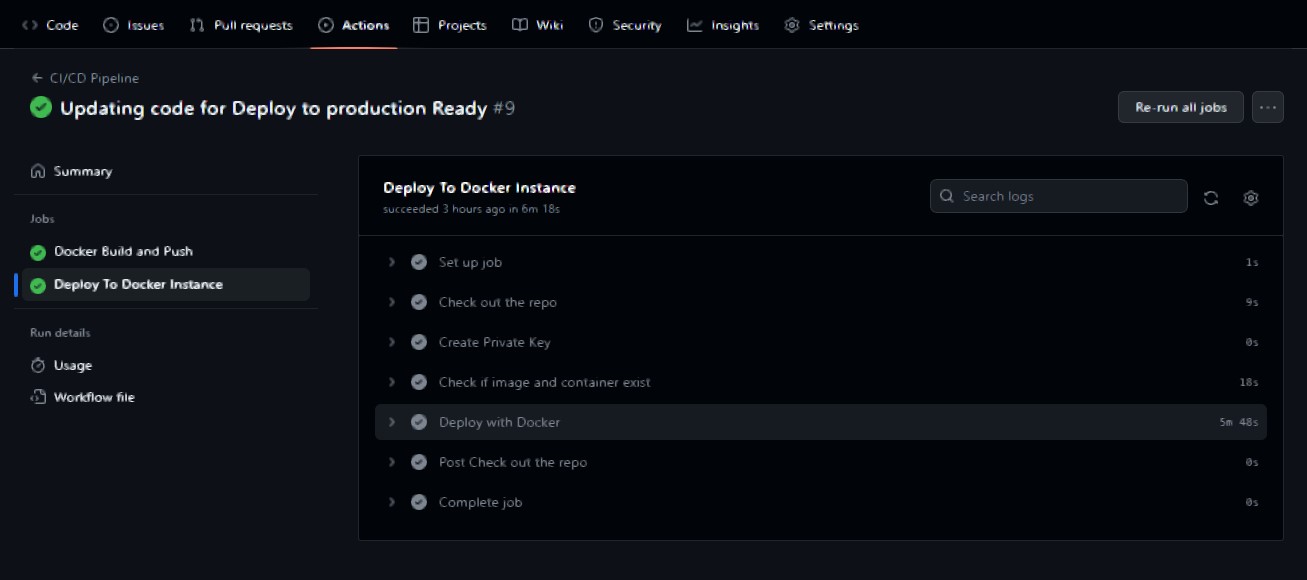 Code Issues Pull requests Actions Projects Wiki Security Insights Settings
← CI/CD Pipeline
Updating code for Deploy to production Ready #9
Re-run all jobs ...
Summary
Jobs
Docker Build and Push
Deploy To Docker Instance
Run details
Usage
Workflow file
Deploy To Docker Instance
succeeded 3 hours ago in 6m 18s
Search logs
Set up job 1s
Check out the repo 9s
Create Private Key 0s
Check if image and container exist 18s
Deploy with Docker 5m 48s
Post Check out the repo 0s
Complete job 0s